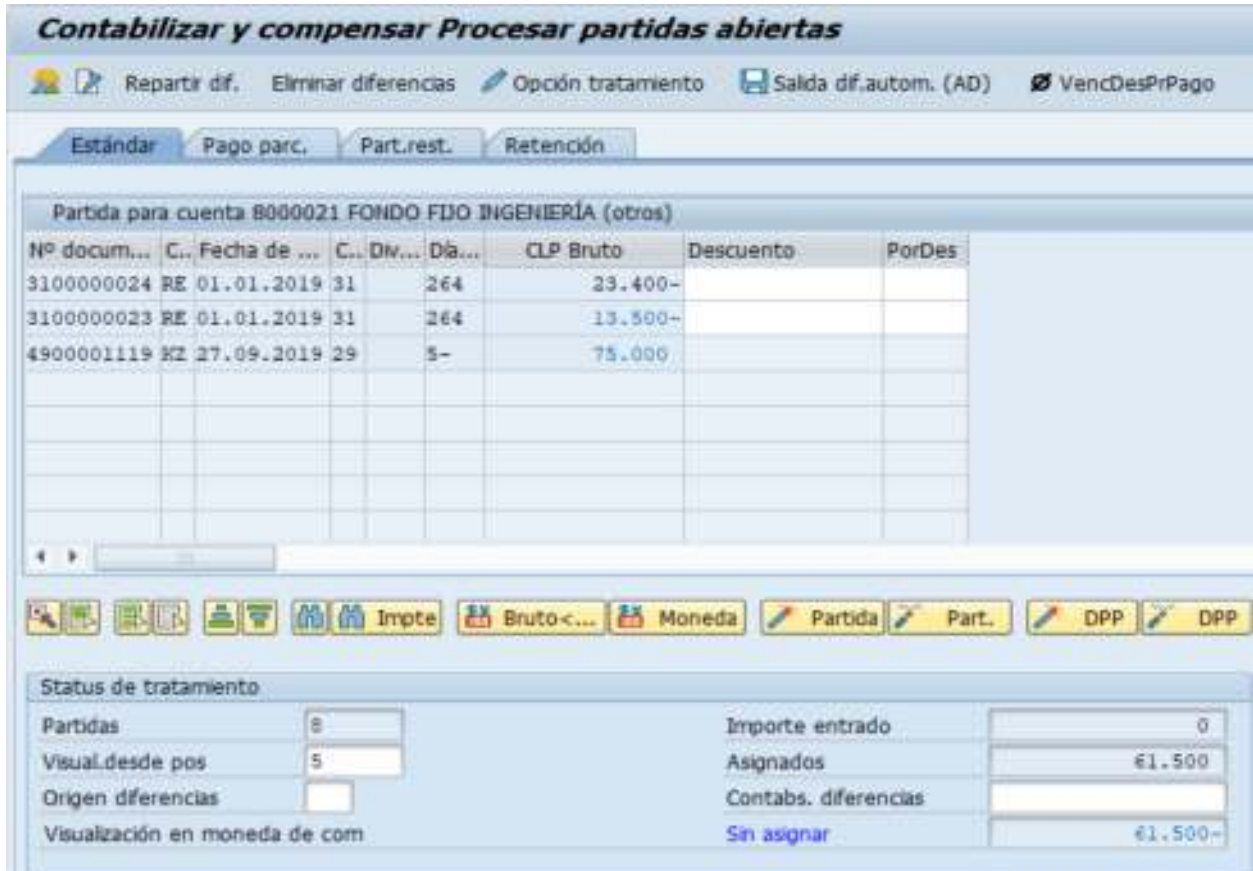 Contabilizar y compensar Procesar partidas abiertas
Repartir dif. Eliminar diferencias Opción tratamiento Salida dif.autom. (AD) VencDesPrPago
Estándar Pago parc. Part.rest. Retención
Partida para cuenta 8000021 FONDO FIJO INGENIERÍA (otros)
Nº docum... C.. Fecha de ... C.. Div... Día... CLP Bruto Descuento PorDes
3100000024 RE 01.01.2019 31 264 23.400-
3100000023 RE 01.01.2019 31 264 13.500-
4900001119 KZ 27.09.2019 29 5- 75.000
Impte Bruto<... Moneda Partida Part. DPP DPP
Status de tratamiento
Partidas 8 Importe entrado 0
Visual.desde pos 5 Asignados 61.500
Origen diferencias Contabs. diferencias
Visualización en moneda de com Sin asignar 61.500-